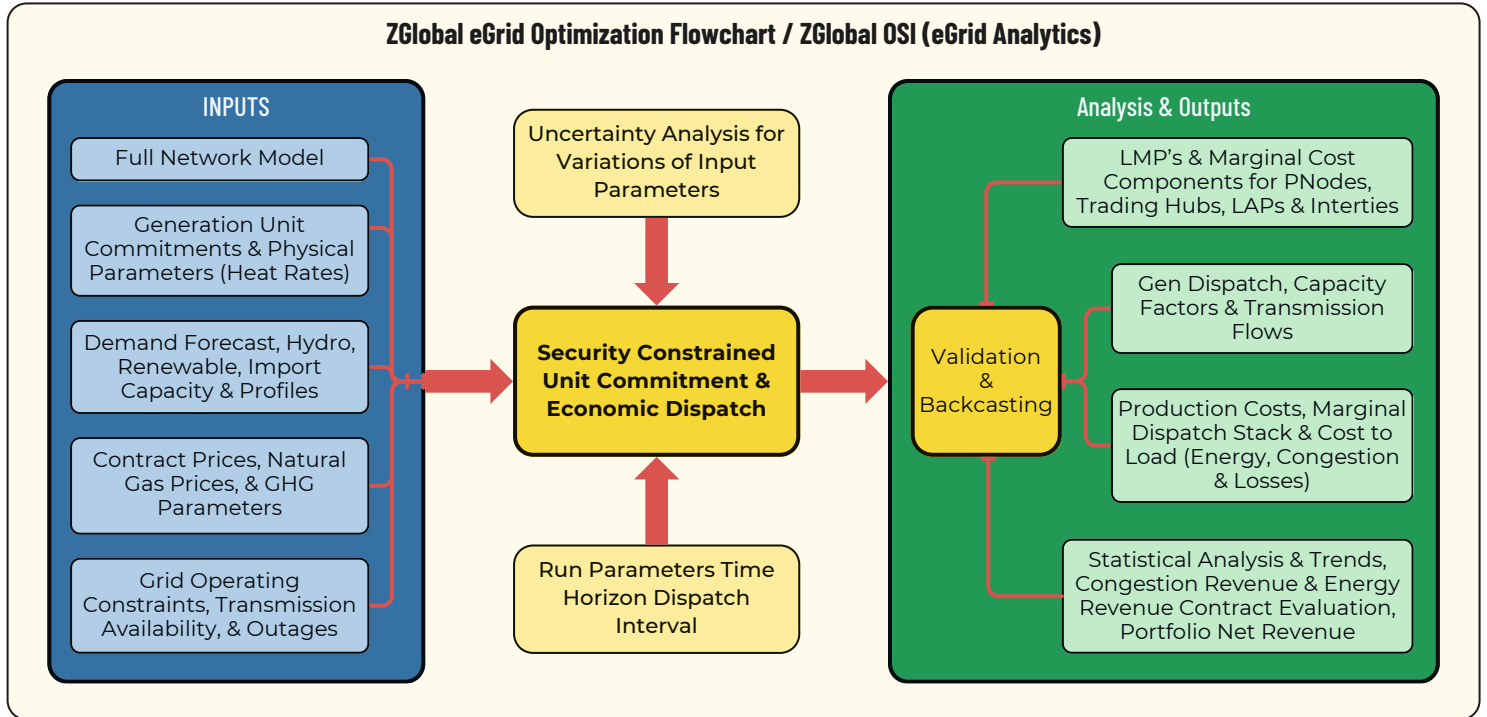 ZGlobal eGrid Optimization Flowchart / ZGlobal OSI (eGrid Analytics)
INPUTS
Full Network Model
Generation Unit
Commitments & Physical
Parameters (Heat Rates)
Demand Forecast, Hydro,
Renewable, Import
Capacity & Profiles
Contract Prices, Natural
Gas Prices, & GHG
Parameters
Grid Operating
Constraints, Transmission
Availability, & Outages
Uncertainty Analysis for
Variations of Input
Parameters
Security Constrained
Unit Commitment &
Economic Dispatch
Run Parameters Time
Horizon Dispatch
Interval
Analysis & Outputs
Validation
&
Backcasting
LMP's & Marginal Cost
Components for PNodes,
Trading Hubs, LAPs & Interties
Gen Dispatch, Capacity
Factors & Transmission
Flows
Production Costs, Marginal
Dispatch Stack & Cost to
Load (Energy, Congestion
& Losses)
Statistical Analysis & Trends,
Congestion Revenue & Energy
Revenue Contract Evaluation,
Portfolio Net Revenue